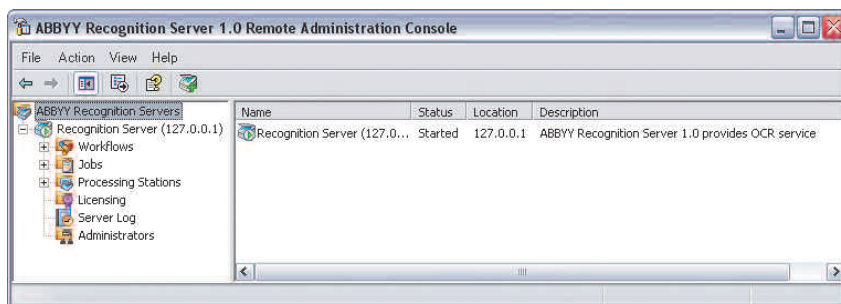 ABBYY Recognition Server 1.0 Remote Administration Console
File Action View Help
ABBYY Recognition Servers
Recognition Server (127.0.0.1)
Workflows
Jobs
Processing Stations
Licensing
Server Log
Administrators
Name Status Location Description
Recognition Server (127.0... Started 127.0.0.1 ABBYY Recognition Server 1.0 provides OCR service